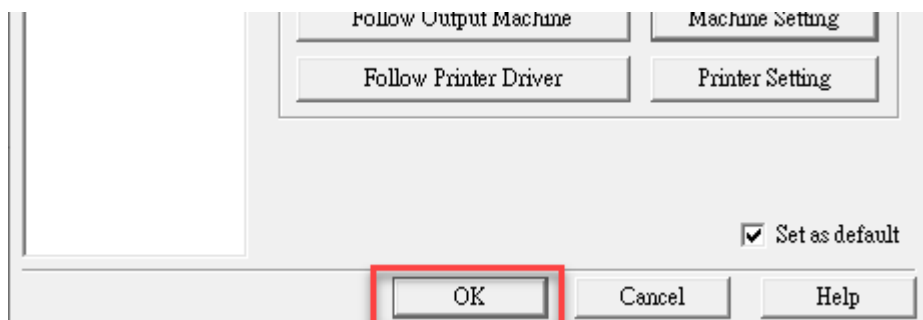 Follow Output Machine Machine Setting
Follow Printer Driver Printer Setting
Set as default
OK Cancel Help